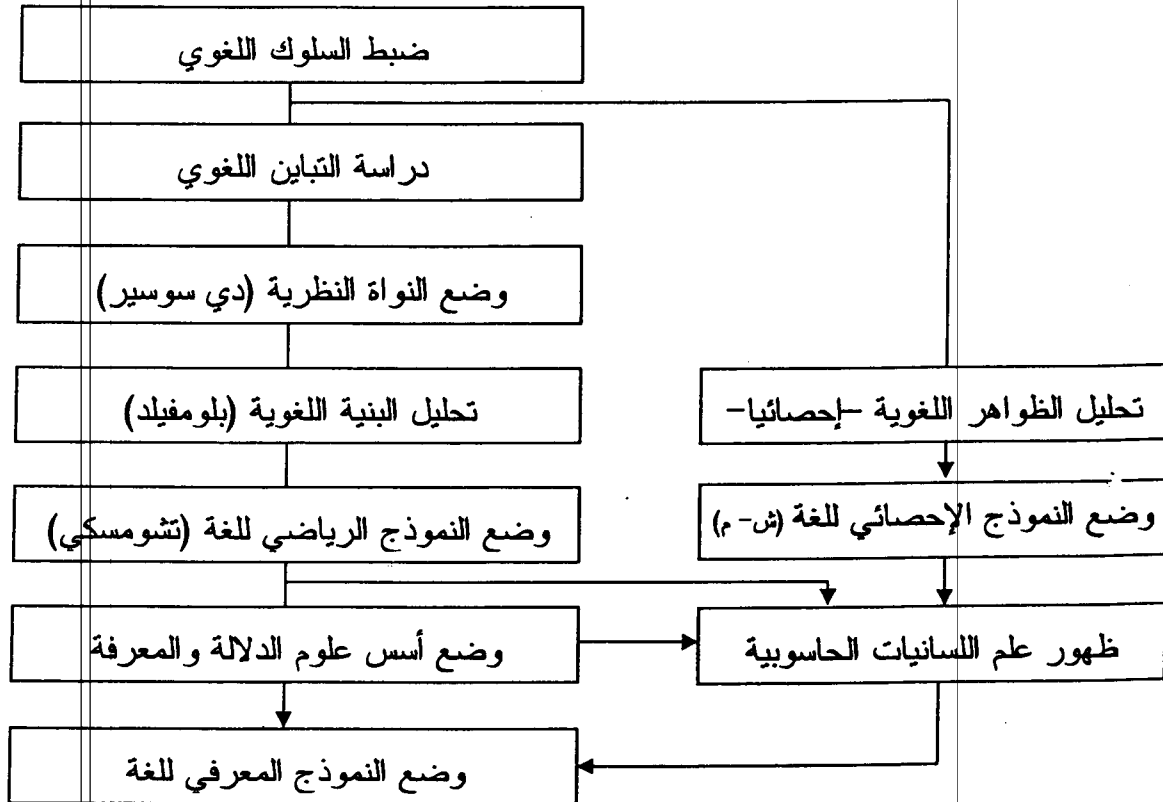 ضبط السلوك اللغوي
دراسة التباين اللغوي
وضع النواة النظرية (دي سوسير)
تحليل البنية اللغوية (بلومفيلد)
تحليل الظواهر اللغوية -إحصائيا-
وضع النموذج الرياضي للغة (تشومسكي)
وضع النموذج الإحصائي للغة (ش- م)
وضع أسس علوم الدلالة والمعرفة
ظهور علم اللسانيات الحاسوبية
وضع النموذج المعرفي للغة